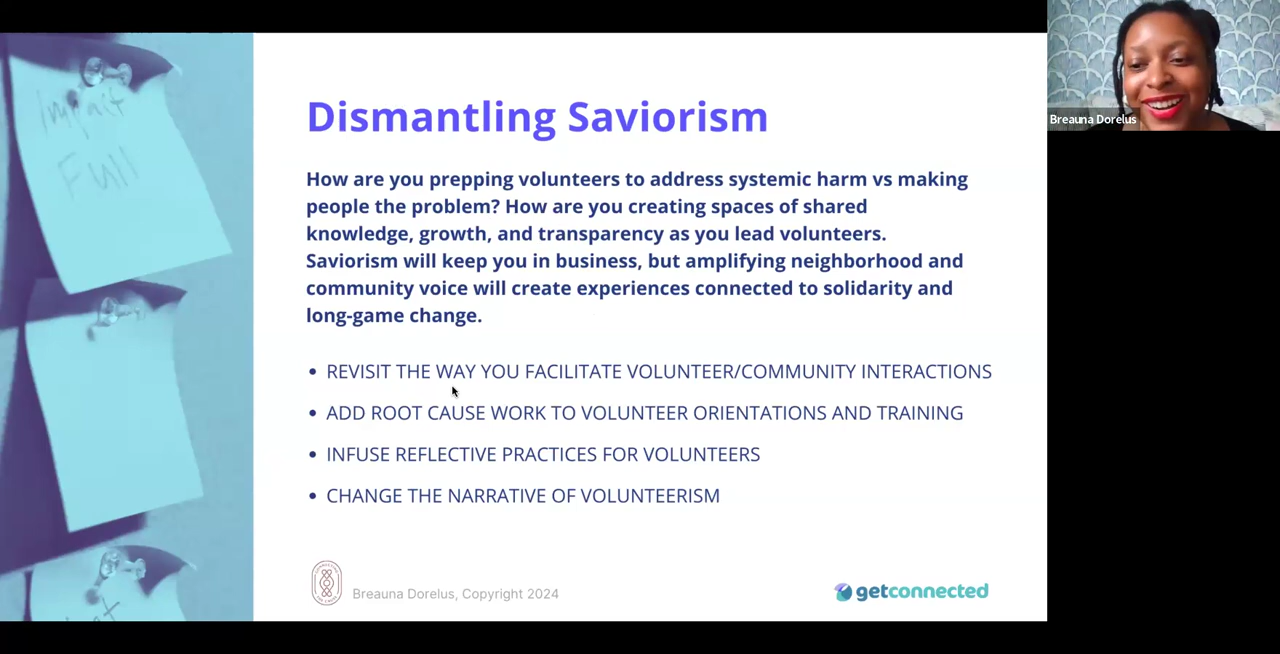 Impact
Full
Dismantling Saviorism
How are you prepping volunteers to address systemic harm vs making
people the problem? How are you creating spaces of shared
knowledge, growth, and transparency as you lead volunteers.
Saviorism will keep you in business, but amplifying neighborhood and
community voice will create experiences connected to solidarity and
long-game change.
• REVISIT THE WAY YOU FACILITATE VOLUNTEER/COMMUNITY INTERACTIONS
• ADD ROOT CAUSE WORK TO VOLUNTEER ORIENTATIONS AND TRAINING
• INFUSE REFLECTIVE PRACTICES FOR VOLUNTEERS
• CHANGE THE NARRATIVE OF VOLUNTEERISM
Breauna Dorelus, Copyright 2024
getconnected
Breauna Dorelus